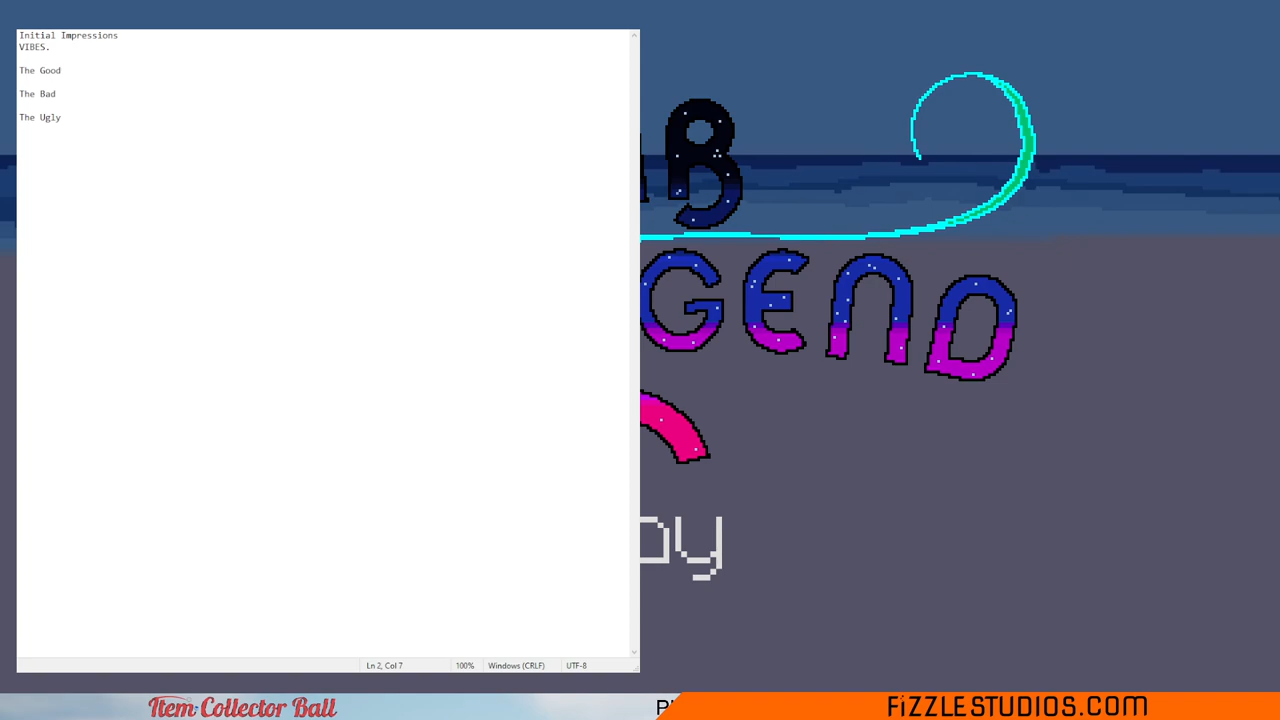 Initial Impressions
VIBES.
The Good
The Bad
The Ugly
B
GEND
py
Ln 2, Col 7
100%
Windows (CRLF)
UTF-8
Item Collector Ball
FIZZLESTUDIOS.COM